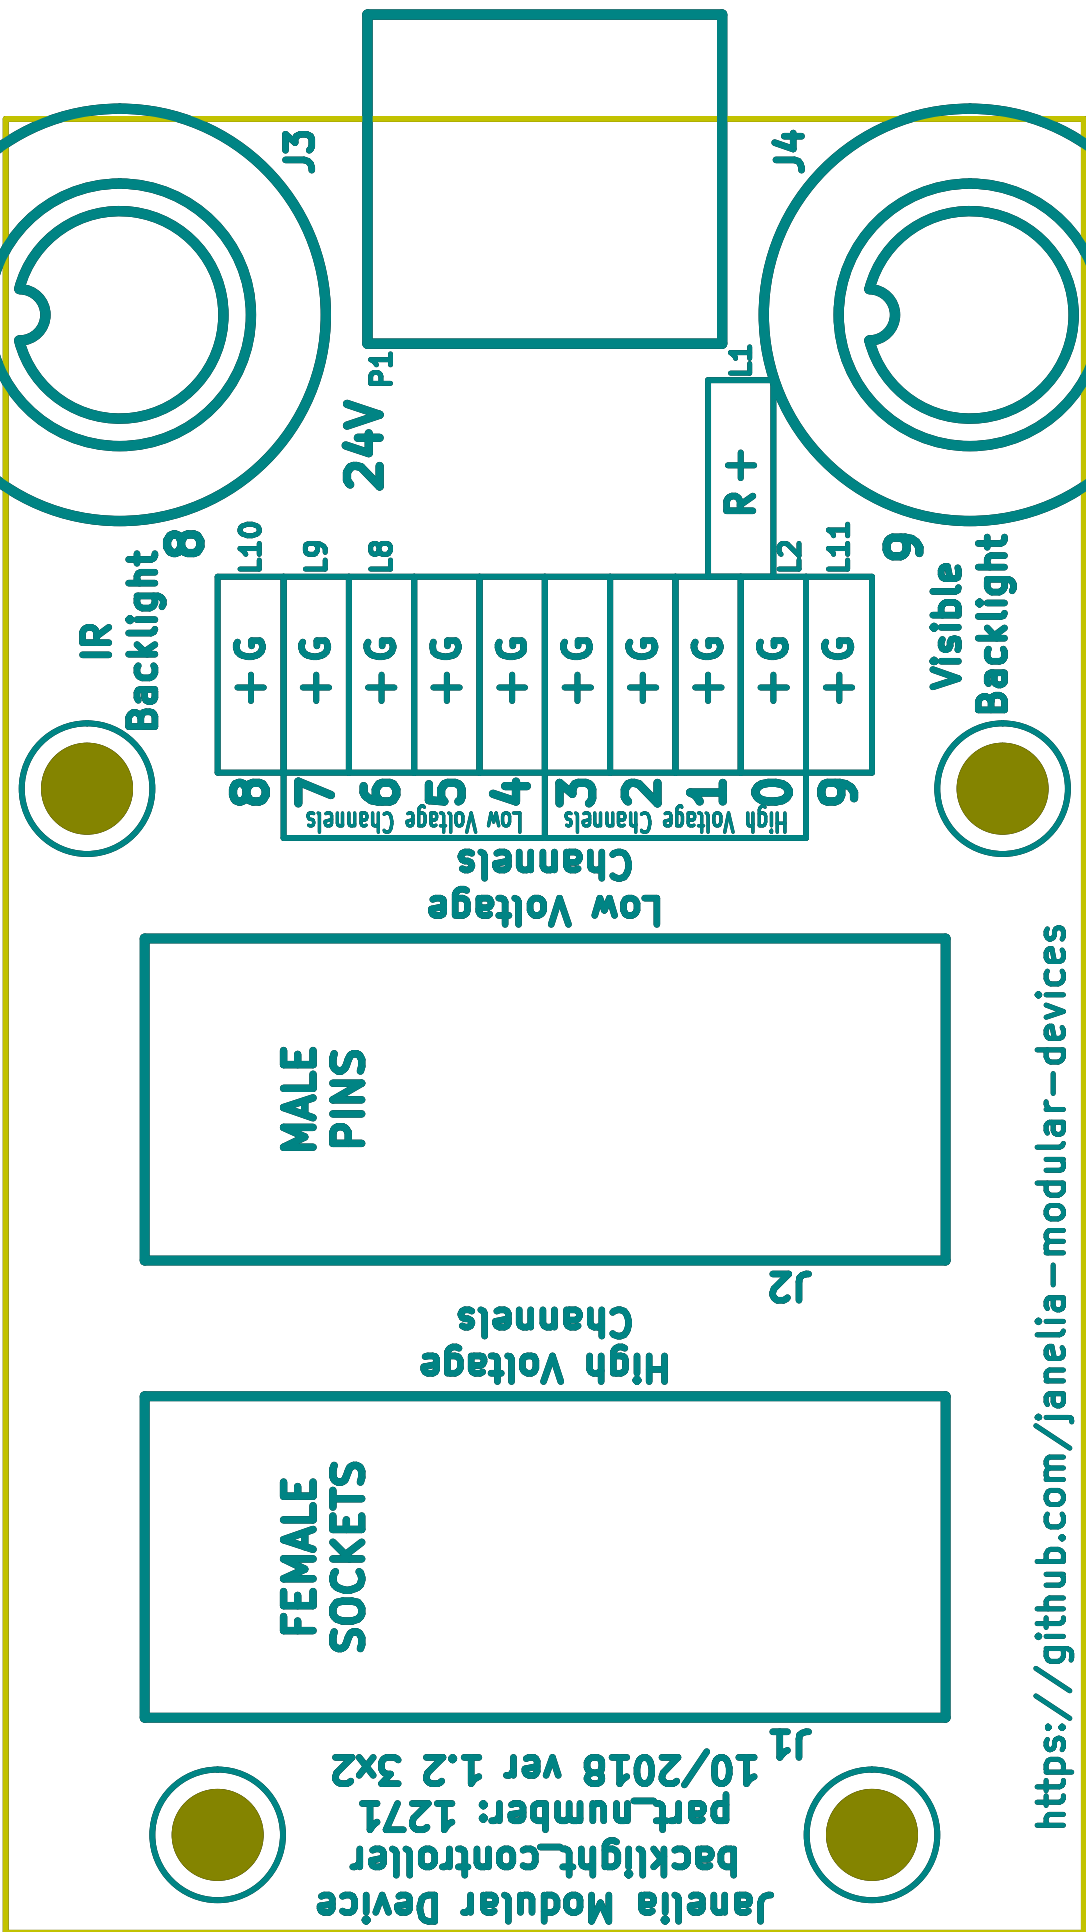 J3
J4
P1
24V
L1
R+
8
9
L10
L9
L8
L2
L11
IR
Backlight
Visible
Backlight
+G
+G
+G
+G
+G
+G
+G
+G
+G
+G
8
7
6
5
4
3
2
1
0
9
High Voltage Channels
Low Voltage Channels
Low Voltage
Channels
MALE
PINS
J2
High Voltage
Channels
FEMALE
SOCKETS
J1
Janelia Modular Device
backlight_controller
part_number: 1271
10/2018 ver 1.2 3x2
https://github.com/janelia-modular-devices